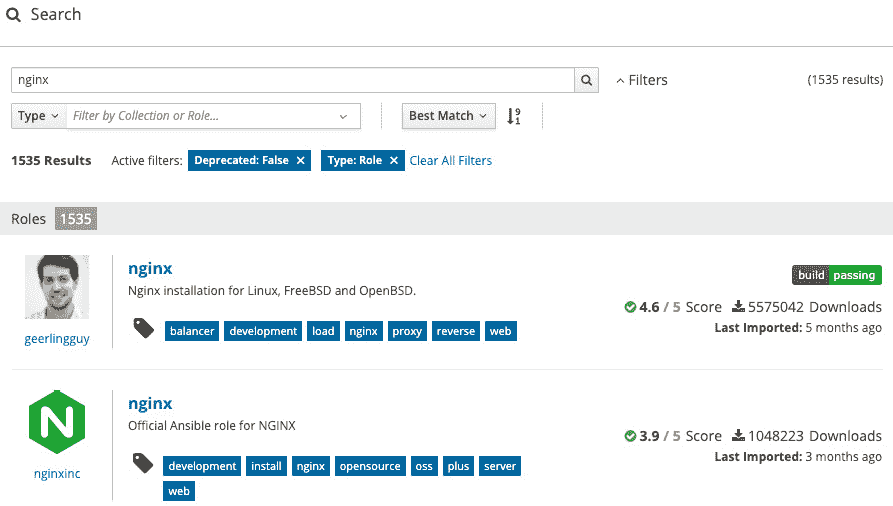 Search
nginx
Filters
(1535 results)
Type
Filter by Collection or Role...
Best Match
9
1
1535 Results
Active filters:
Deprecated: False ×
Type: Role ×
Clear All Filters
Roles 1535
nginx
build passing
Nginx installation for Linux, FreeBSD and OpenBSD.
4.6 / 5 Score 5575042 Downloads
Last Imported: 5 months ago
balancer development load nginx proxy reverse web
geerlingguy
nginx
Official Ansible role for NGINX
3.9 / 5 Score 1048223 Downloads
Last Imported: 3 months ago
N
development install nginx opensource oss plus server
web
nginxinc